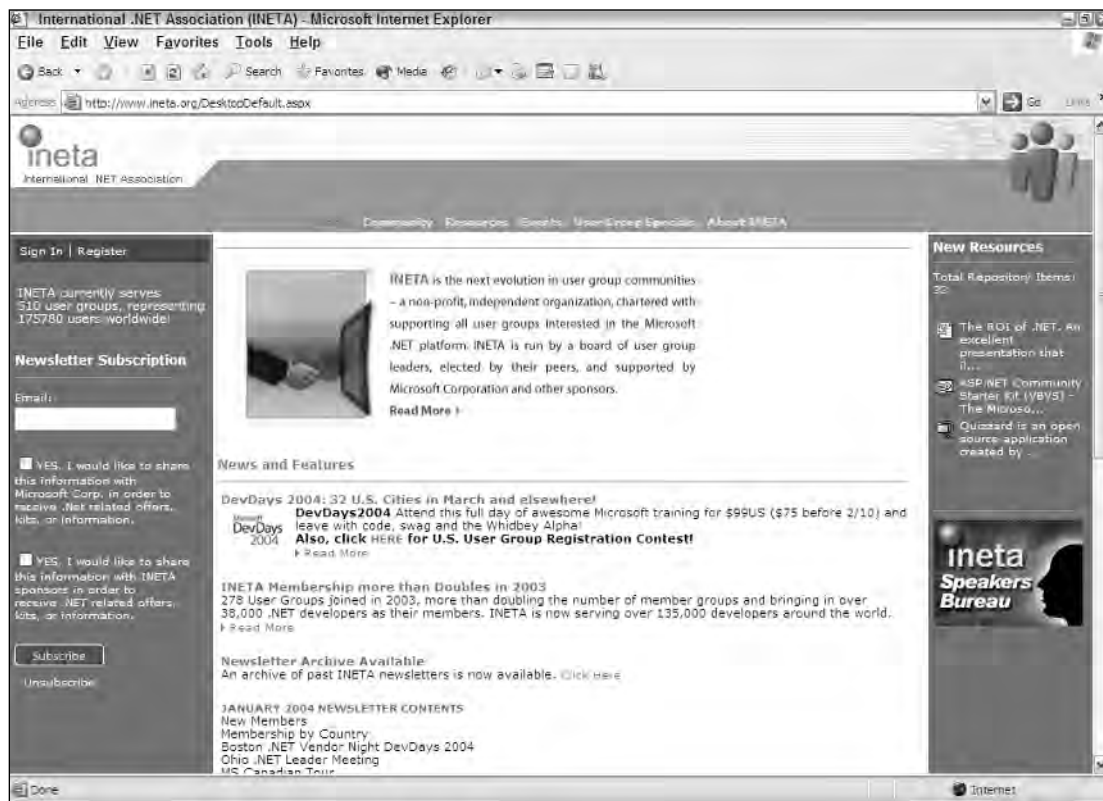 International .NET Association (INETA) - Microsoft Internet Explorer
File Edit View Favorites Tools Help
Back Search Favorites Media
Address http://www.ineta.org/DesktopDefault.aspx Go Links
ineta
International .NET Association
Community Resources Events User Group Specials About INETA
Sign In | Register
INETA currently serves
510 user groups, representing
175780 users worldwide!
Newsletter Subscription
Email:
YES, I would like to share
this information with
Microsoft Corp. in order to
receive .Net related offers,
kits, or information.
YES, I would like to share
this information with INETA
sponsors in order to
receive .NET related offers,
kits, or information.
Subscribe
Unsubscribe
INETA is the next evolution in user group communities
– a non-profit, independent organization, chartered with
supporting all user groups interested in the Microsoft
.NET platform. INETA is run by a board of user group
leaders, elected by their peers, and supported by
Microsoft Corporation and other sponsors.
Read More
News and Features
DevDays 2004: 32 U.S. Cities in March and elsewhere!
Microsoft
DevDays
2004
DevDays2004 Attend this full day of awesome Microsoft training for $99US ($75 before 2/10) and
leave with code, swag and the Whidbey Alpha!
Also, click HERE for U.S. User Group Registration Contest!
Read More
INETA Membership more than Doubles in 2003
278 User Groups joined in 2003, more than doubling the number of member groups and bringing in over
38,000 .NET developers as their members. INETA is now serving over 135,000 developers around the world.
Read More
Newsletter Archive Available
An archive of past INETA newsletters is now available. Click Here
JANUARY 2004 NEWSLETTER CONTENTS
New Members
Membership by Country
Boston .NET Vendor Night DevDays 2004
Ohio .NET Leader Meeting
MS Canadian Tour
New Resources
Total Repository Items:
The ROI of .NET. An
excellent
presentation that
il...
ASP.NET Community
Starter Kit (VBVS) -
The Microso...
Quizzard is an open
source application
created by ...
ineta
Speakers
Bureau
Done
Internet